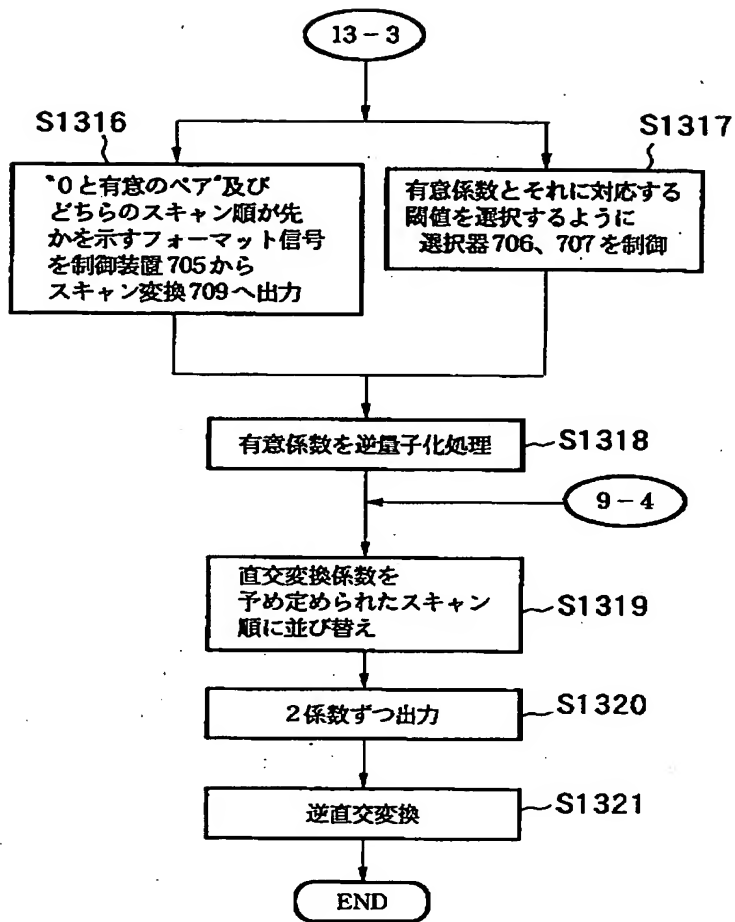 13-3
S1316
"0と有意のペア"及び
どちらのスキャン順が先
かを示すフォーマット信号
を制御装置705から
スキャン変換709へ出力
S1317
有意係数とそれに対応する
閾値を選択するように
選択器706、707を制御
有意係数を逆量子化処理
S1318
9-4
直交変換係数を
予め定められたスキャン
順に並び替え
S1319
2係数ずつ出力
S1320
逆直交変換
S1321
END